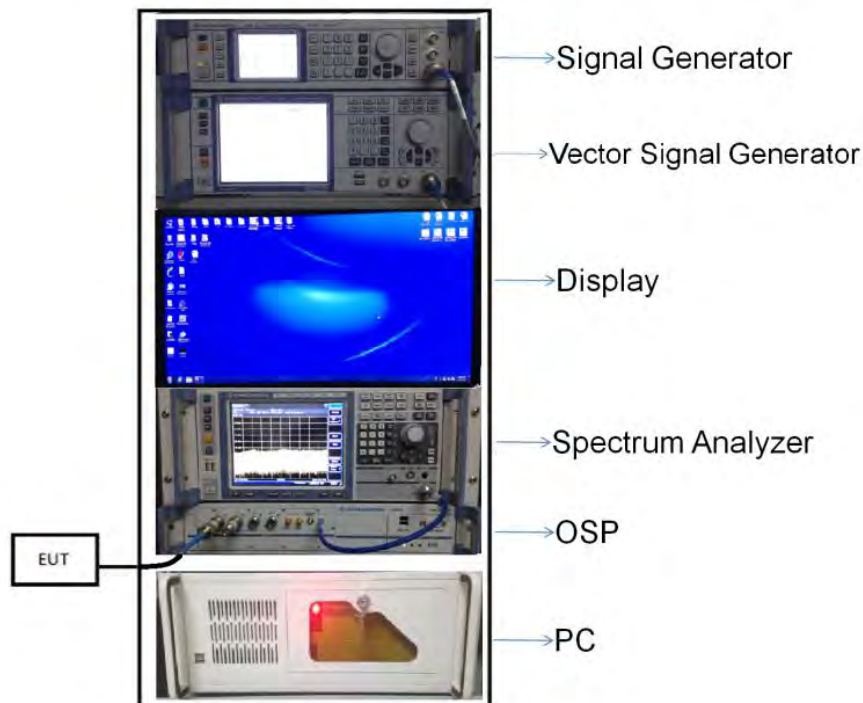 Signal Generator
Vector Signal Generator
Display
Spectrum Analyzer
OSP
EUT
PC